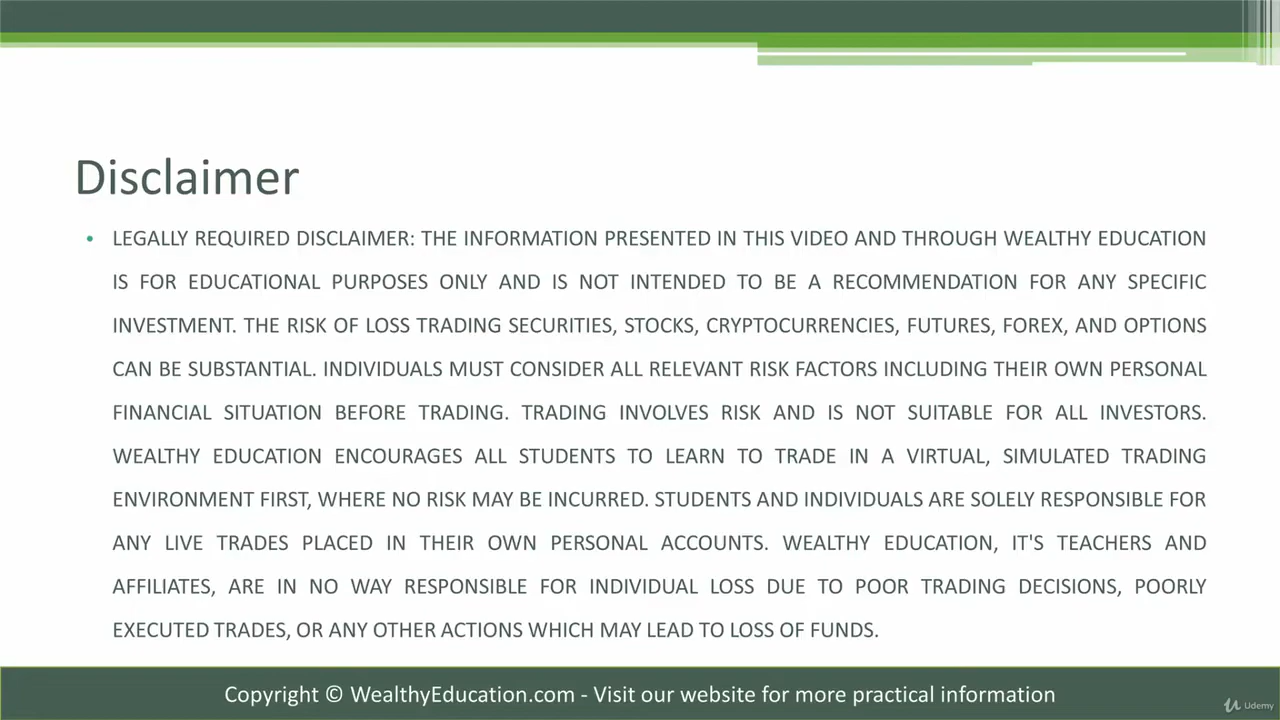 Disclaimer
• LEGALLY REQUIRED DISCLAIMER: THE INFORMATION PRESENTED IN THIS VIDEO AND THROUGH WEALTHY EDUCATION
IS FOR EDUCATIONAL PURPOSES ONLY AND IS NOT INTENDED TO BE A RECOMMENDATION FOR ANY SPECIFIC
INVESTMENT. THE RISK OF LOSS TRADING SECURITIES, STOCKS, CRYPTOCURRENCIES, FUTURES, FOREX, AND OPTIONS
CAN BE SUBSTANTIAL. INDIVIDUALS MUST CONSIDER ALL RELEVANT RISK FACTORS INCLUDING THEIR OWN PERSONAL
FINANCIAL SITUATION BEFORE TRADING. TRADING INVOLVES RISK AND IS NOT SUITABLE FOR ALL INVESTORS.
WEALTHY EDUCATION ENCOURAGES ALL STUDENTS TO LEARN TO TRADE IN A VIRTUAL, SIMULATED TRADING
ENVIRONMENT FIRST, WHERE NO RISK MAY BE INCURRED. STUDENTS AND INDIVIDUALS ARE SOLELY RESPONSIBLE FOR
ANY LIVE TRADES PLACED IN THEIR OWN PERSONAL ACCOUNTS. WEALTHY EDUCATION, IT'S TEACHERS AND
AFFILIATES, ARE IN NO WAY RESPONSIBLE FOR INDIVIDUAL LOSS DUE TO POOR TRADING DECISIONS, POORLY
EXECUTED TRADES, OR ANY OTHER ACTIONS WHICH MAY LEAD TO LOSS OF FUNDS.
Copyright © WealthyEducation.com - Visit our website for more practical information
Udemy